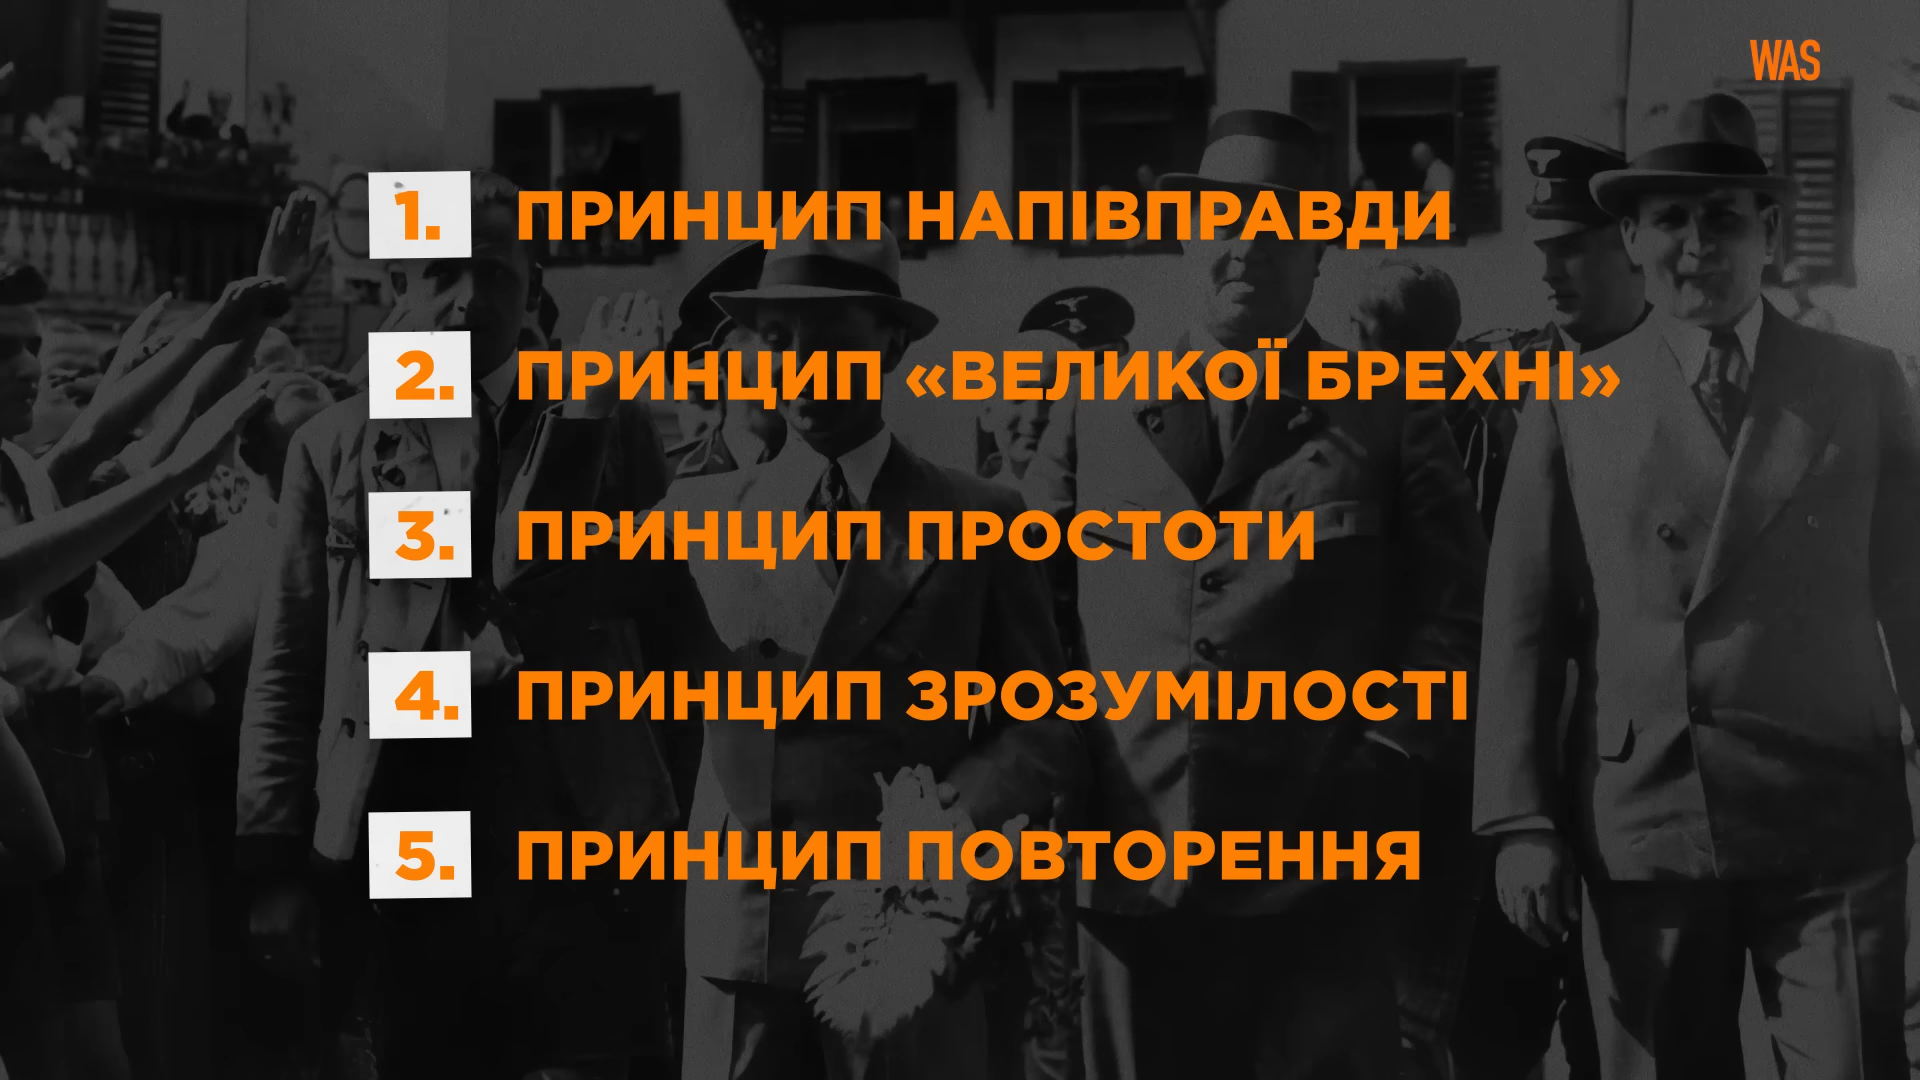 WAS
1. ПРИНЦИП НАПІВПРАВДИ
2. ПРИНЦИП «ВЕЛИКОЇ БРЕХНІ»
3. ПРИНЦИП ПРОСТОТИ
4. ПРИНЦИП ЗРОЗУМІЛОСТІ
5. ПРИНЦИП ПОВТОРЕННЯ